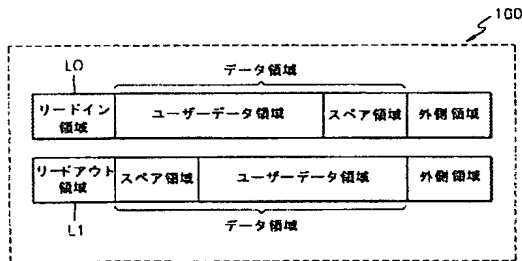 100
L0
データ領域
リードイン
領域
ユーザーデータ領域
スペア領域
外側領域
リードアウト
領域
スペア領域
ユーザーデータ領域
外側領域
L1
データ領域